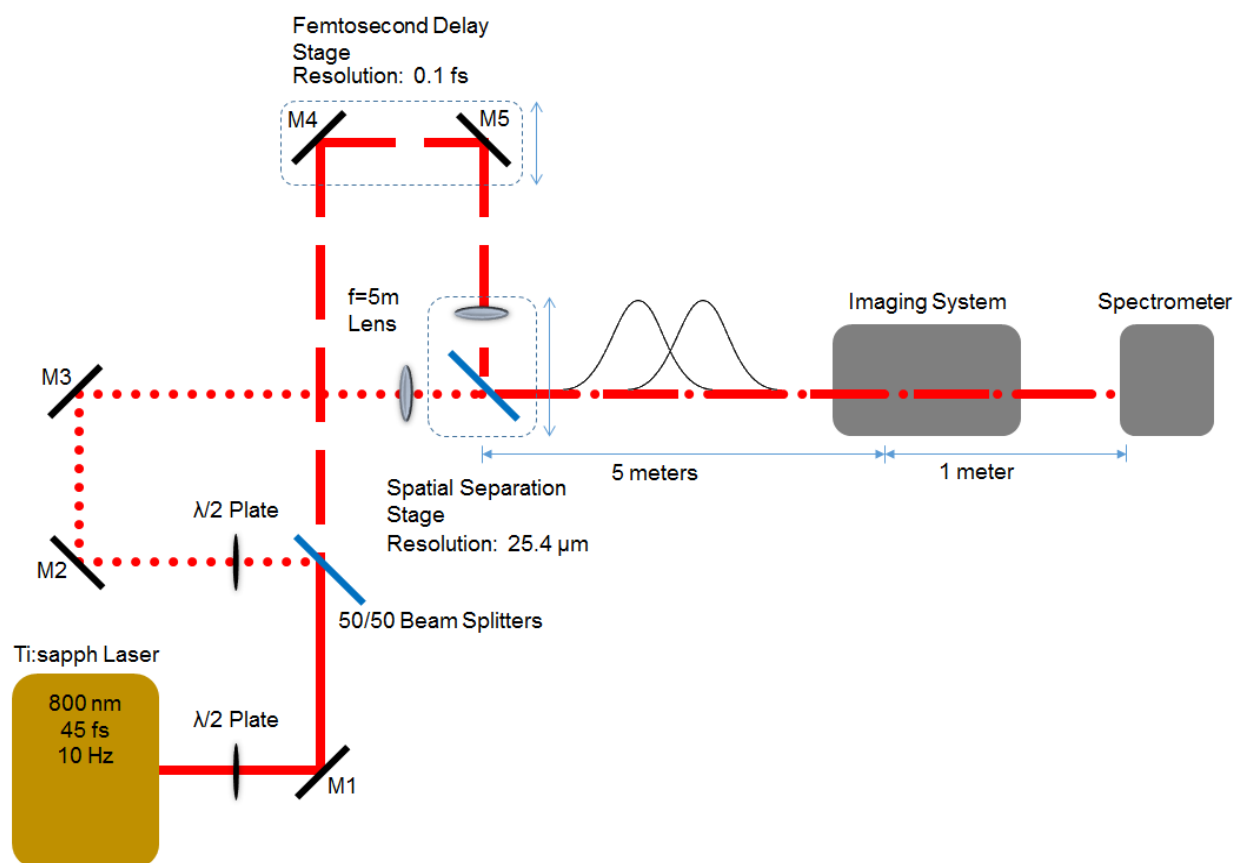 Femtosecond Delay
Stage
Resolution: 0.1 fs
M4
M5
f=5m
Lens
Imaging System
Spectrometer
M3
5 meters
1 meter
Spatial Separation
Stage
Resolution: 25.4 µm
λ/2 Plate
M2
50/50 Beam Splitters
Ti:sapph Laser
800 nm
45 fs
10 Hz
λ/2 Plate
M1